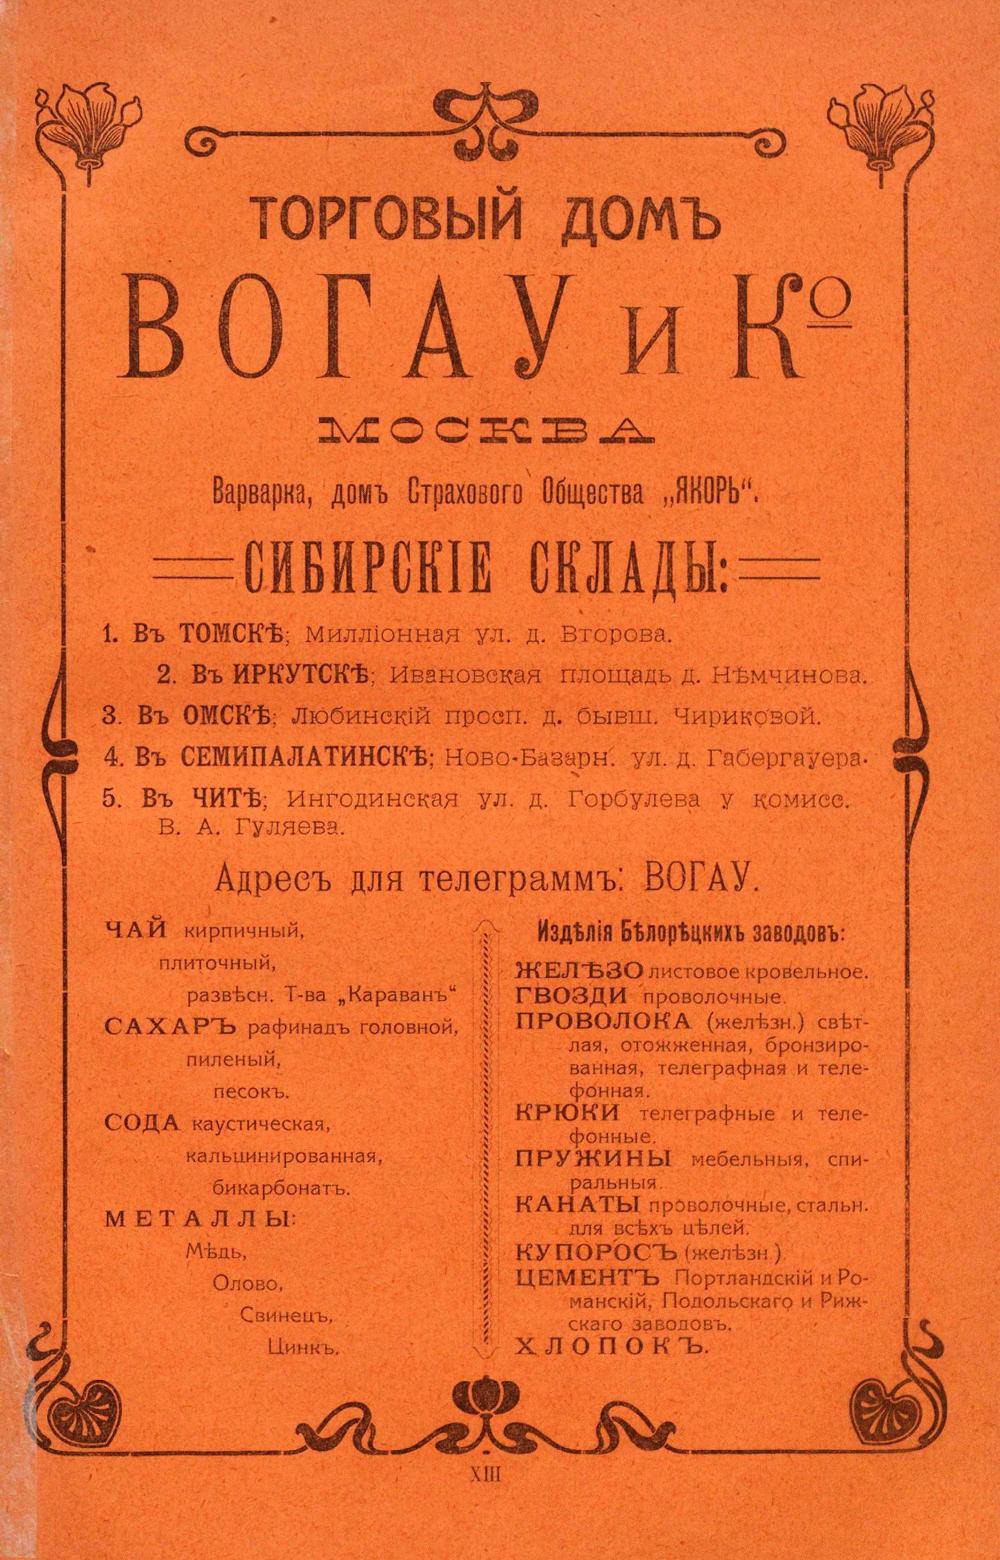 ТОРГОВЫЙ ДОМЪ
ВОГАУ и Кº
МОСКВА
Варварка, домъ Страхового Общества „ЯКОРЬ“.
СИБИРСКІЕ СКЛАДЫ:
1. Въ ТОМСКѢ; Милліонная ул. д. Второва.
2. Въ ИРКУТСКѢ; Ивановская площадь д. Нѣмчинова.
3. Въ ОМСКѢ; Любинскій просп. д. бывш. Чириковой.
4. Въ СЕМИПАЛАТИНСКѢ; Ново-Базарн. ул. д. Габергауера.
5. Въ ЧИТѢ; Ингодинская ул. д. Горбулева у комисс.
В. А. Гуляева.
Адресъ для телеграммъ: ВОГАУ.
ЧАЙ кирпичный,
плиточный,
развѣсн. Т-ва „Караванъ“
САХАРЪ рафинадъ головной,
пиленый,
песокъ.
СОДА каустическая,
кальцинированная,
бикарбонатъ.
МЕТАЛЛЫ:
Мѣдь,
Олово,
Свинецъ,
Цинкъ.
Издѣлія Бѣлорѣцкихъ заводовъ:
ЖЕЛѢЗО листовое кровельное.
ГВОЗДИ проволочные.
ПРОВОЛОКА (желѣзн.) свѣт-
лая, отожженная, бронзиро-
ванная, телеграфная и теле-
фонная.
КРЮКИ телеграфные и теле-
фонные.
ПРУЖИНЫ мебельныя, спи-
ральныя.
КАНАТЫ проволочные, стальн.
для всѣхъ цѣлей.
КУПОРОСЪ (желѣзн.)
ЦЕМЕНТЪ Портландскій и Ро-
манскій, Подольскаго и Риж-
скаго заводовъ.
ХЛОПОКЪ.
XIII